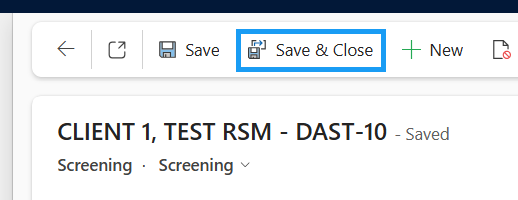 Save Save & Close New
CLIENT 1, TEST RSM - DAST-10 - Saved
Screening · Screening